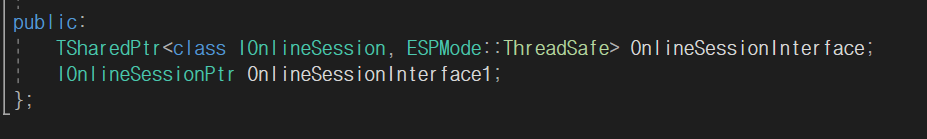 public:
TSharedPtr<class IOnlineSession, ESPMode::ThreadSafe> OnlineSessionInterface;
IOnlineSessionPtr OnlineSessionInterface1;
};